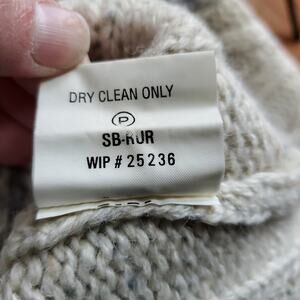 DRY CLEAN ONLY
Ⓟ
SB-RUR
WIP # 25236